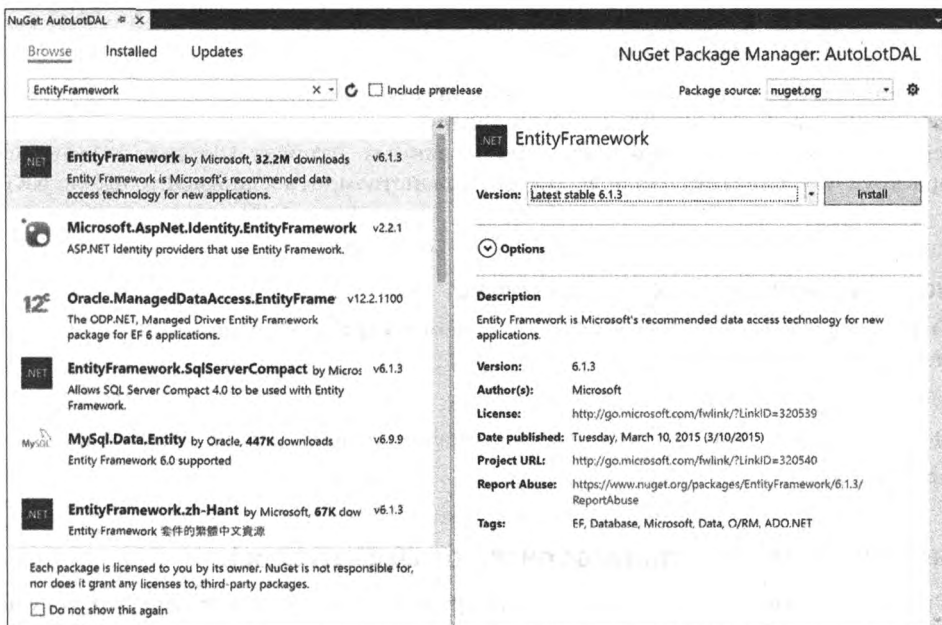 NuGet: AutoLotDAL
Browse Installed Updates
NuGet Package Manager: AutoLotDAL
EntityFramework
Include prerelease
Package source: nuget.org
.NET
EntityFramework by Microsoft, 32.2M downloads v6.1.3
Entity Framework is Microsoft's recommended data
access technology for new applications.
Microsoft.AspNet.Identity.EntityFramework v2.2.1
ASP.NET Identity providers that use Entity Framework.
12c
Oracle.ManagedDataAccess.EntityFrame v12.2.1100
The ODP.NET, Managed Driver Entity Framework
package for EF 6 applications.
.NET
EntityFramework.SqlServerCompact by Micros v6.1.3
Allows SQL Server Compact 4.0 to be used with Entity
Framework.
MySQL
MySql.Data.Entity by Oracle, 447K downloads v6.9.9
Entity Framework 6.0 supported
.NET
EntityFramework.zh-Hant by Microsoft, 67K dow v6.1.3
Entity Framework 套件的繁體中文資源
Each package is licensed to you by its owner. NuGet is not responsible for,
nor does it grant any licenses to, third-party packages.
Do not show this again
.NET
EntityFramework
Version: Latest stable 6.1.3 Install
Options
Description
Entity Framework is Microsoft's recommended data access technology for new
applications.
Version: 6.1.3
Author(s): Microsoft
License: http://go.microsoft.com/fwlink/?LinkID=320539
Date published: Tuesday, March 10, 2015 (3/10/2015)
Project URL: http://go.microsoft.com/fwlink/?LinkID=320540
Report Abuse: https://www.nuget.org/packages/EntityFramework/6.1.3/
ReportAbuse
Tags: EF, Database, Microsoft, Data, O/RM, ADO.NET